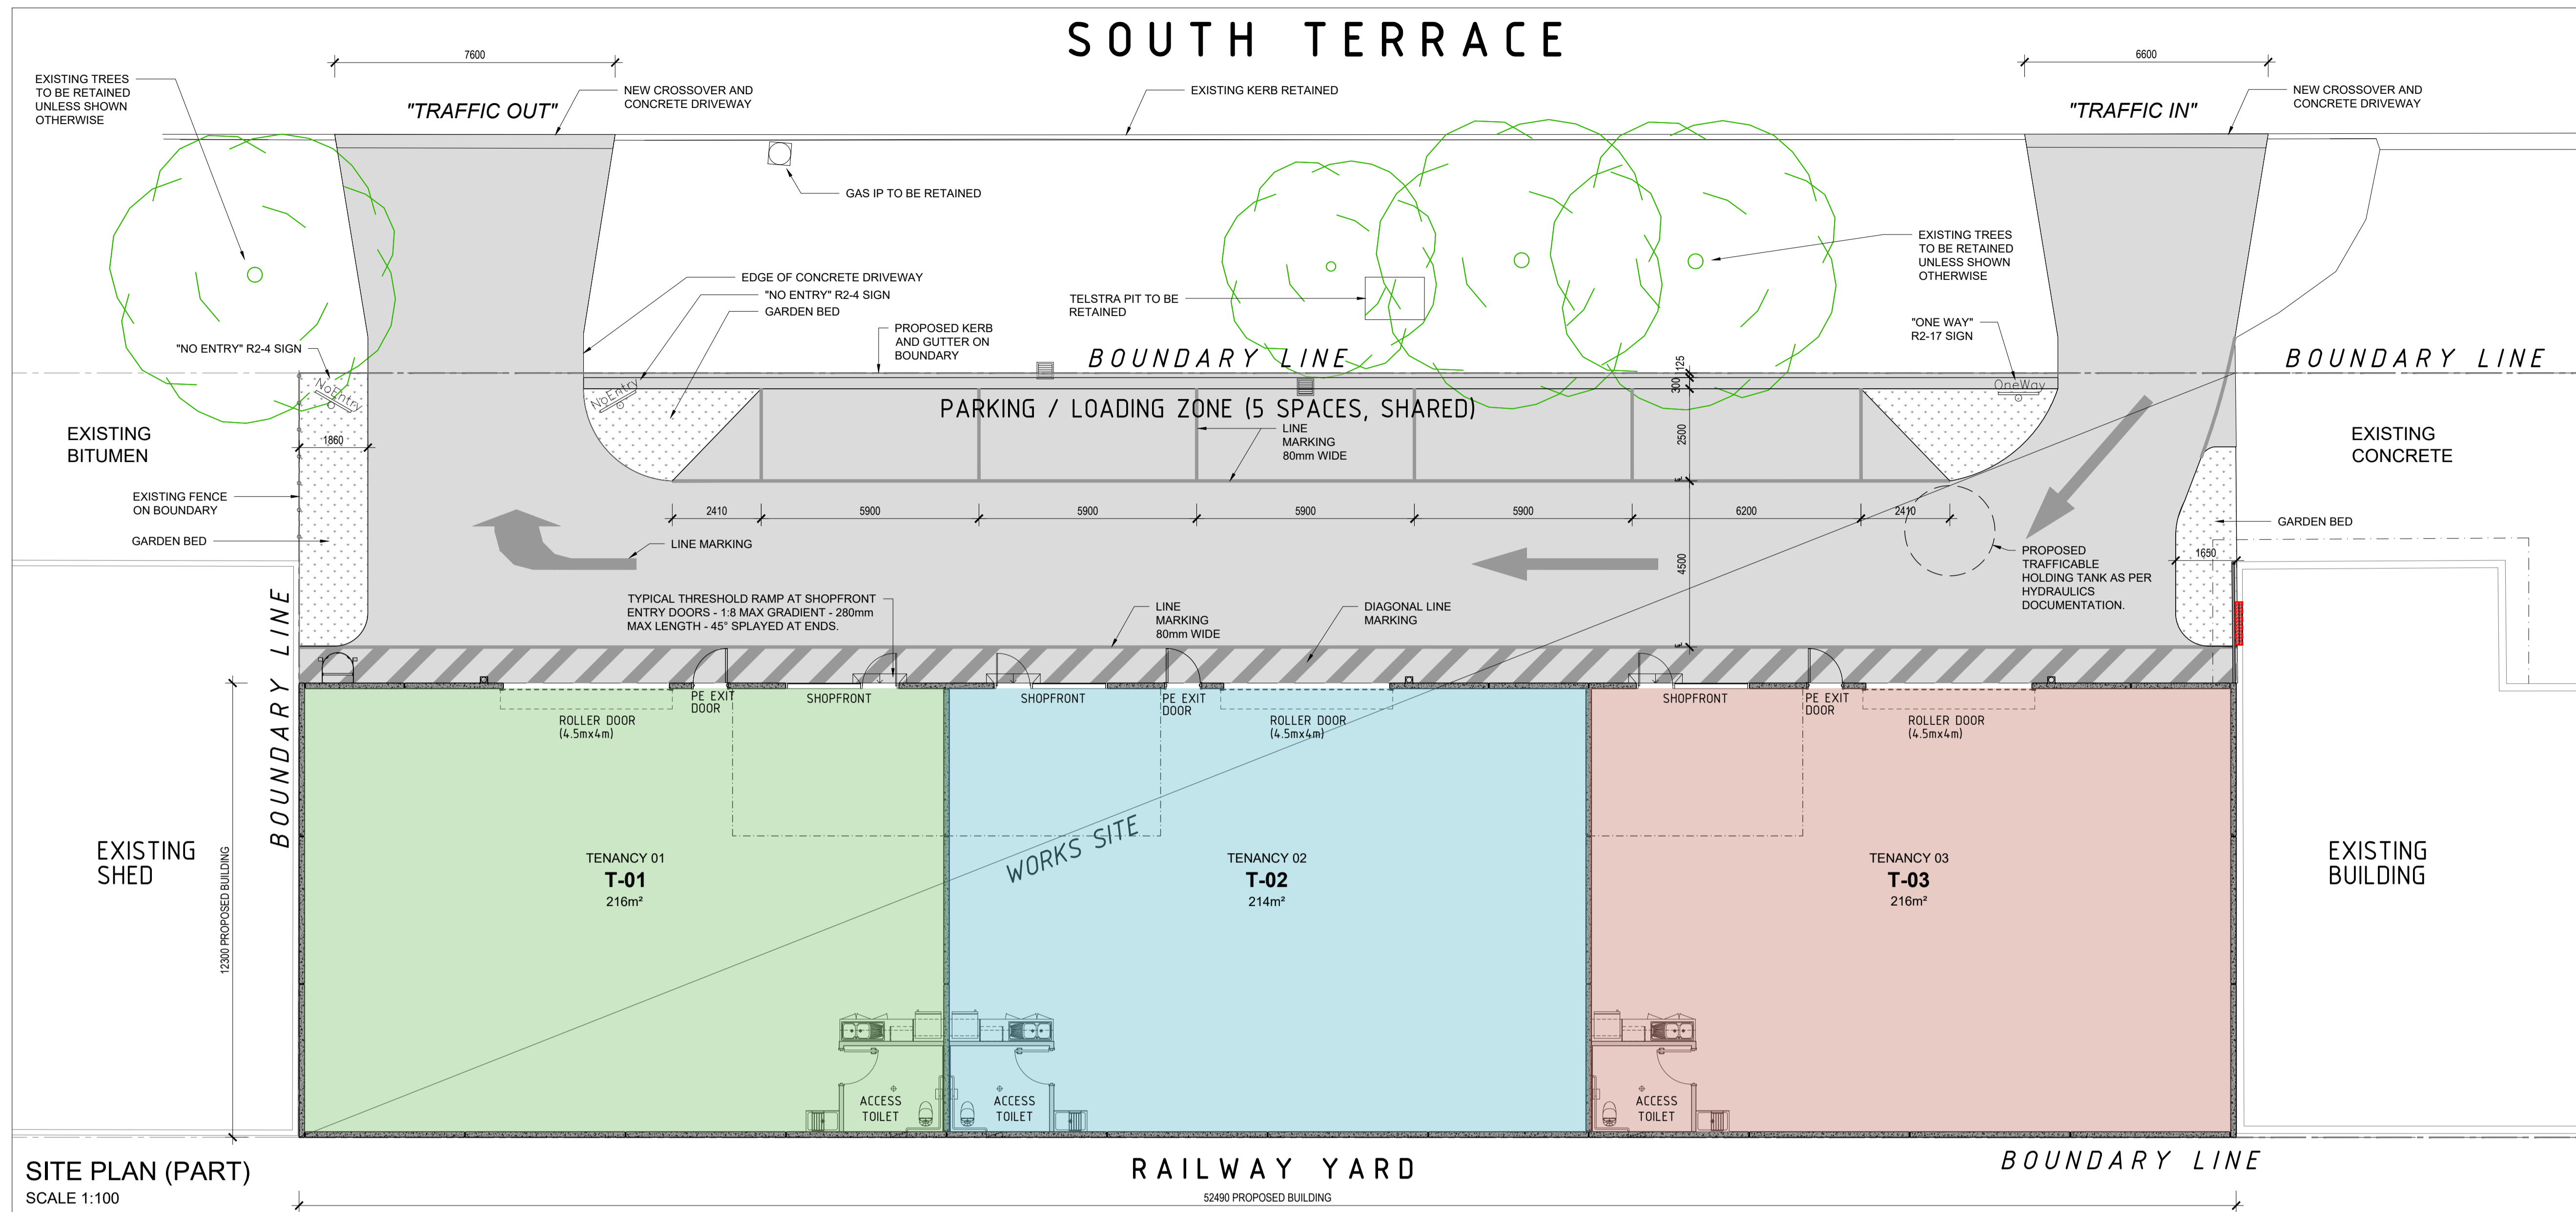 SOUTH TERRACE
7600
6600
EXISTING TREES
TO BE RETAINED
UNLESS SHOWN
OTHERWISE
"TRAFFIC OUT"
NEW CROSSOVER AND
CONCRETE DRIVEWAY
EXISTING KERB RETAINED
"TRAFFIC IN"
NEW CROSSOVER AND
CONCRETE DRIVEWAY
GAS IP TO BE RETAINED
EXISTING TREES
TO BE RETAINED
UNLESS SHOWN
OTHERWISE
EDGE OF CONCRETE DRIVEWAY
"NO ENTRY" R2-4 SIGN
GARDEN BED
TELSTRA PIT TO BE
RETAINED
PROPOSED KERB
AND GUTTER ON
BOUNDARY
"ONE WAY"
R2-17 SIGN
"NO ENTRY" R2-4 SIGN
BOUNDARY LINE
BOUNDARY LINE
125
300
NoEntry
NoEntry
OneWay
PARKING / LOADING ZONE (5 SPACES, SHARED)
LINE
MARKING
80mm WIDE
2500
EXISTING
BITUMEN
1860
EXISTING
CONCRETE
EXISTING FENCE
ON BOUNDARY
GARDEN BED
2410
5900
5900
5900
5900
6200
2410
GARDEN BED
LINE MARKING
4500
PROPOSED
TRAFFICABLE
HOLDING TANK AS PER
HYDRAULICS
DOCUMENTATION.
1650
TYPICAL THRESHOLD RAMP AT SHOPFRONT
ENTRY DOORS - 1:8 MAX GRADIENT - 280mm
MAX LENGTH - 45° SPLAYED AT ENDS.
LINE
MARKING
80mm WIDE
DIAGONAL LINE
MARKING
BOUNDARY LINE
PE EXIT
DOOR
SHOPFRONT
SHOPFRONT
PE EXIT
DOOR
SHOPFRONT
PE EXIT
DOOR
ROLLER DOOR
(4.5mx4m)
ROLLER DOOR
(4.5mx4m)
ROLLER DOOR
(4.5mx4m)
EXISTING
SHED
12300 PROPOSED BUILDING
TENANCY 01
T-01
216m²
WORKS SITE
TENANCY 02
T-02
214m²
TENANCY 03
T-03
216m²
EXISTING
BUILDING
ACCESS
TOILET
ACCESS
TOILET
ACCESS
TOILET
SITE PLAN (PART)
SCALE 1:100
RAILWAY YARD
BOUNDARY LINE
52490 PROPOSED BUILDING